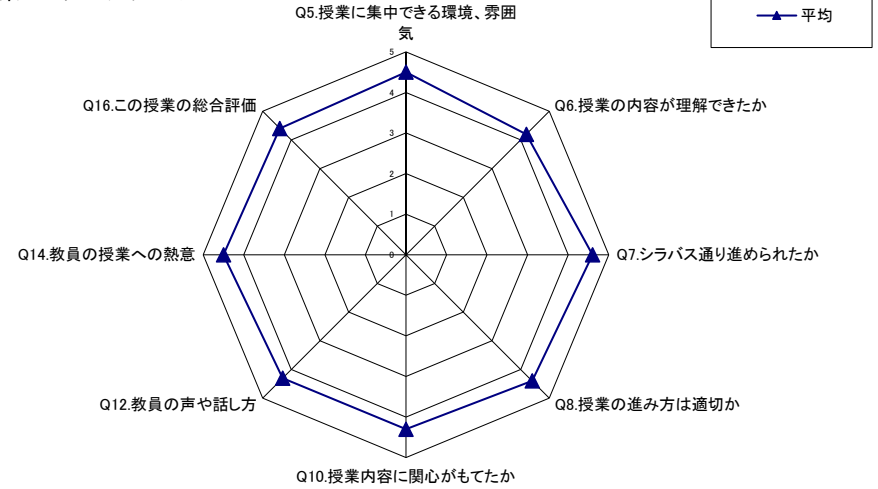 Q5.授業に集中できる環境、雰囲
気
平均
5
Q16.この授業の総合評価
Q6.授業の内容が理解できたか
4
3
2
1
Q14.教員の授業への熱意
0
Q7.シラバス通り進められたか
Q12.教員の声や話し方
Q8.授業の進み方は適切か
Q10.授業内容に関心がもてたか